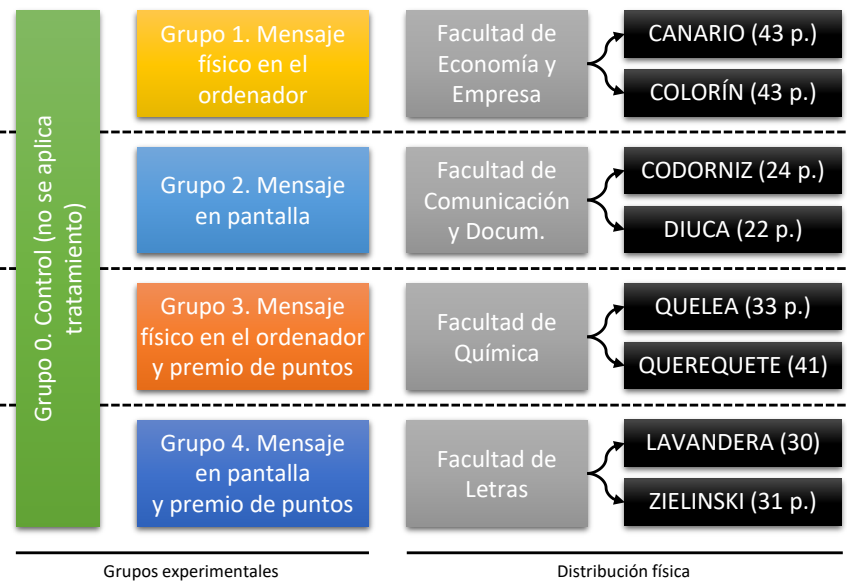 Grupo 0. Control (no se aplica
tratamiento)
Grupo 1. Mensaje
físico en el
ordenador
Facultad de
Economía y
Empresa
CANARIO (43 p.)
COLORÍN (43 p.)
Grupo 2. Mensaje
en pantalla
Facultad de
Comunicación
y Docum.
CODORNIZ (24 p.)
DIUCA (22 p.)
Grupo 3. Mensaje
físico en el ordenador
y premio de puntos
Facultad de
Química
QUELEA (33 p.)
QUEREQUETE (41)
Grupo 4. Mensaje
en pantalla
y premio de puntos
Facultad de
Letras
LAVANDERA (30)
ZIELINSKI (31 p.)
Grupos experimentales
Distribución física